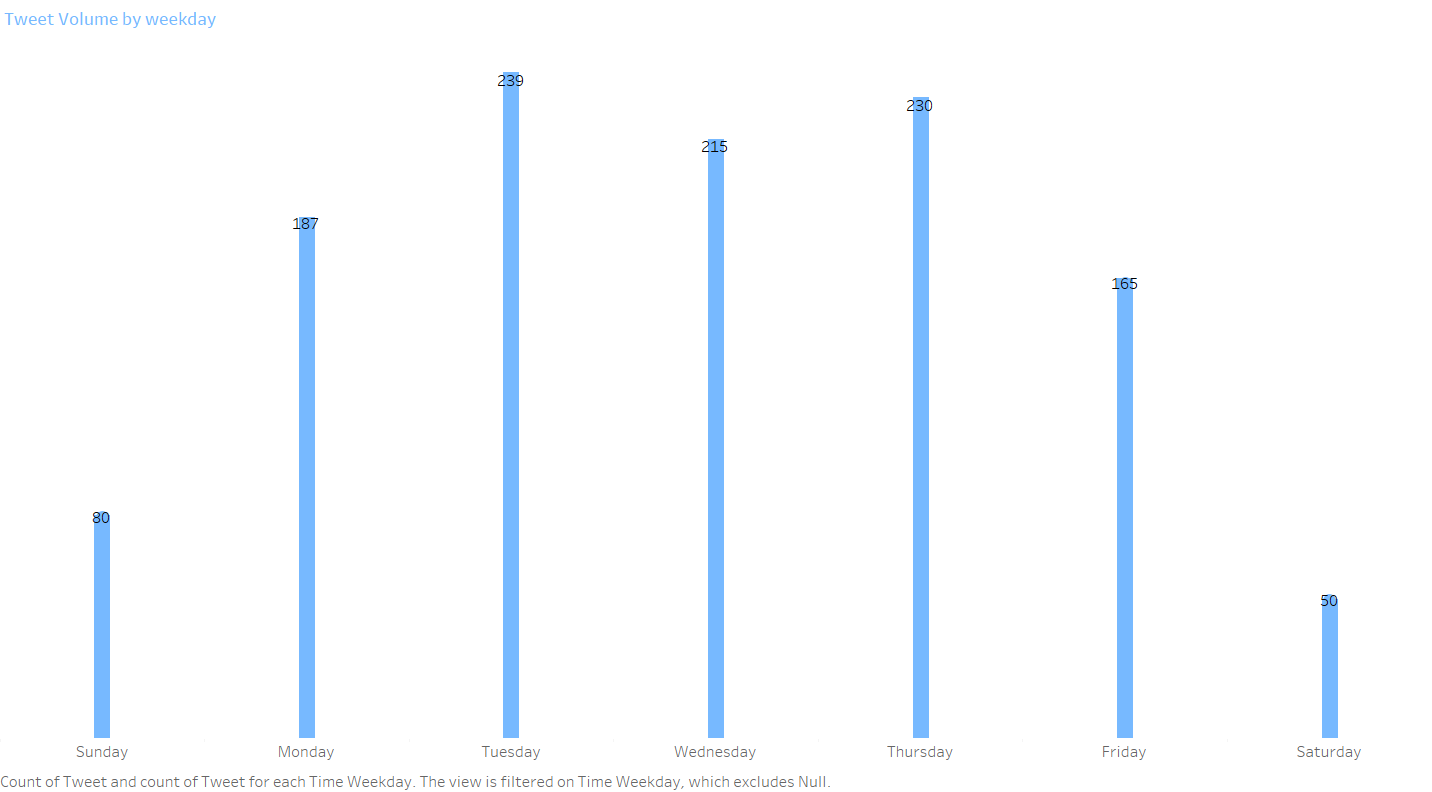 Tweet Volume by weekday
239
230
215
187
165
80
50
Sunday Monday Tuesday Wednesday Thursday Friday Saturday
Count of Tweet and count of Tweet for each Time Weekday. The view is filtered on Time Weekday, which excludes Null.